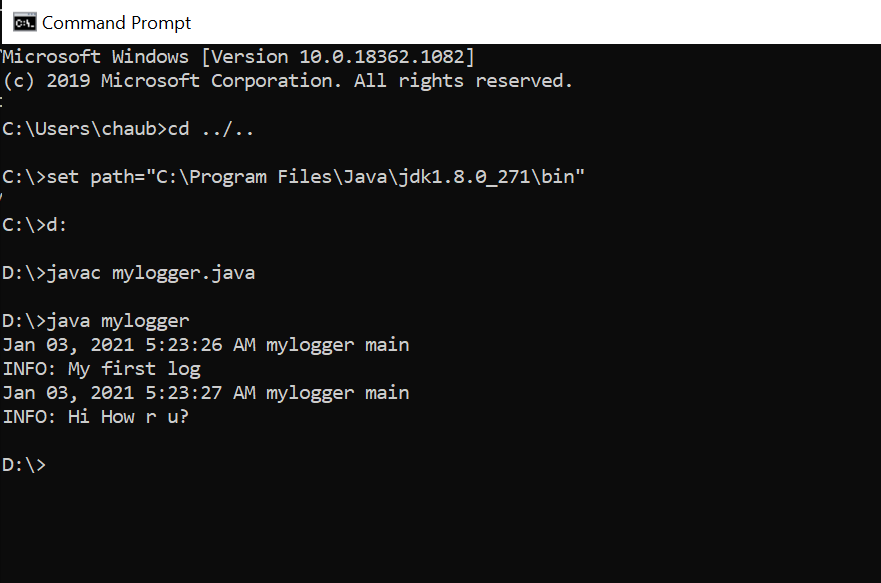 Command Prompt
Microsoft Windows [Version 10.0.18362.1082]
(c) 2019 Microsoft Corporation. All rights reserved.
C:\Users\chaub>cd ../..
C:\>set path="C:\Program Files\Java\jdk1.8.0_271\bin"
C:\>d:
D:\>javac mylogger.java
D:\>java mylogger
Jan 03, 2021 5:23:26 AM mylogger main
INFO: My first log
Jan 03, 2021 5:23:27 AM mylogger main
INFO: Hi How r u?
D:\>